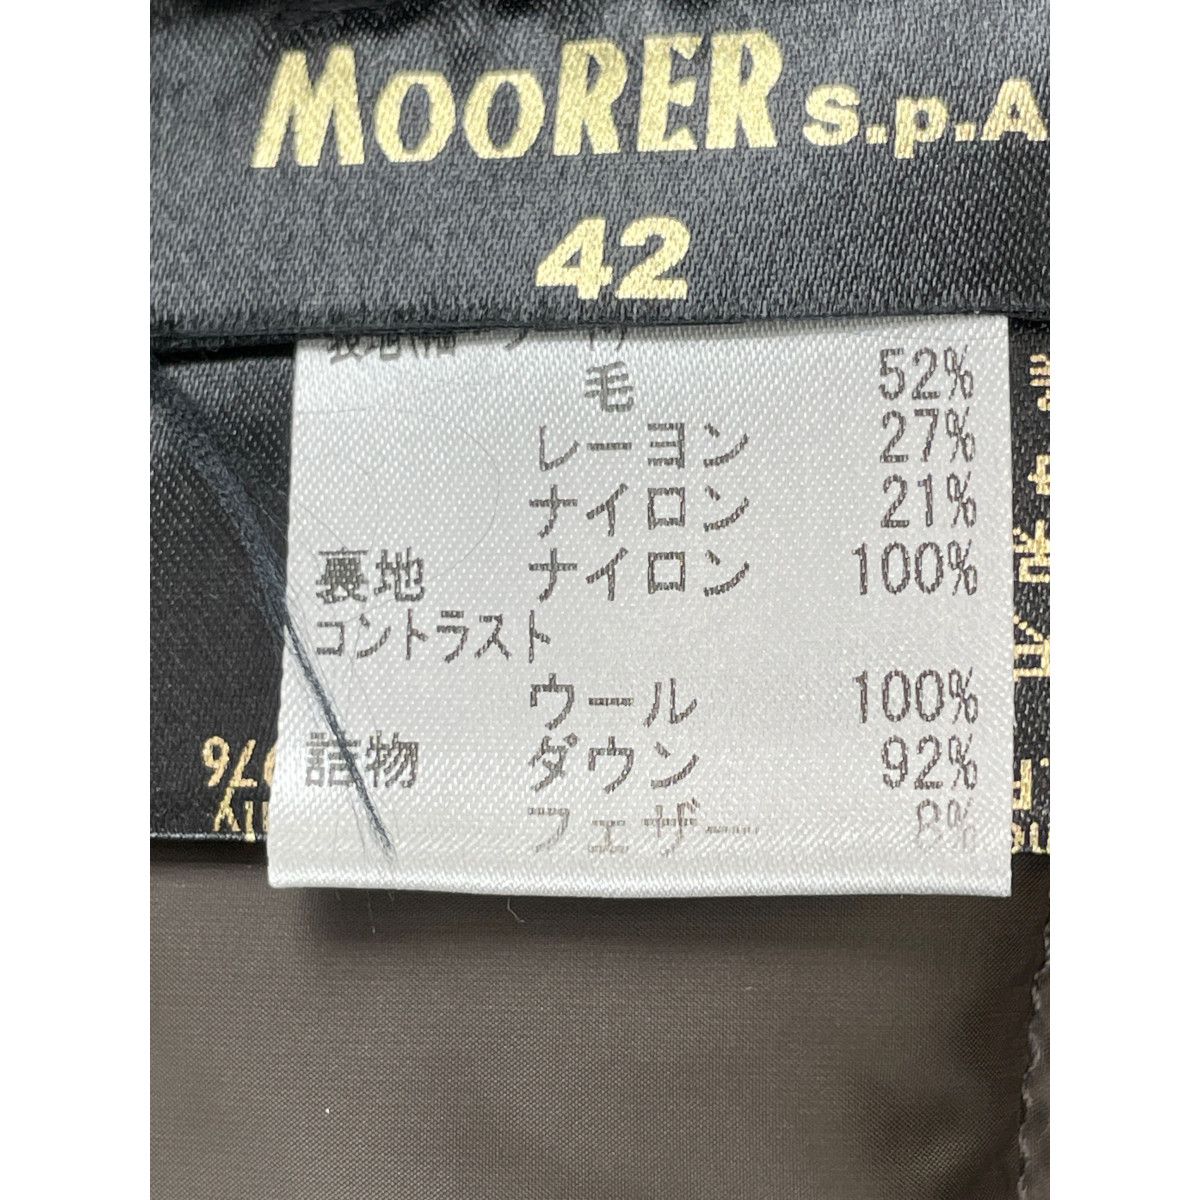 MOORER S.p.A
42
毛 52%
レーヨン 27%
ナイロン 21%
裏地 ナイロン 100%
コントラスト
ウール 100%
詰物 ダウン 92%
フェザー 8%